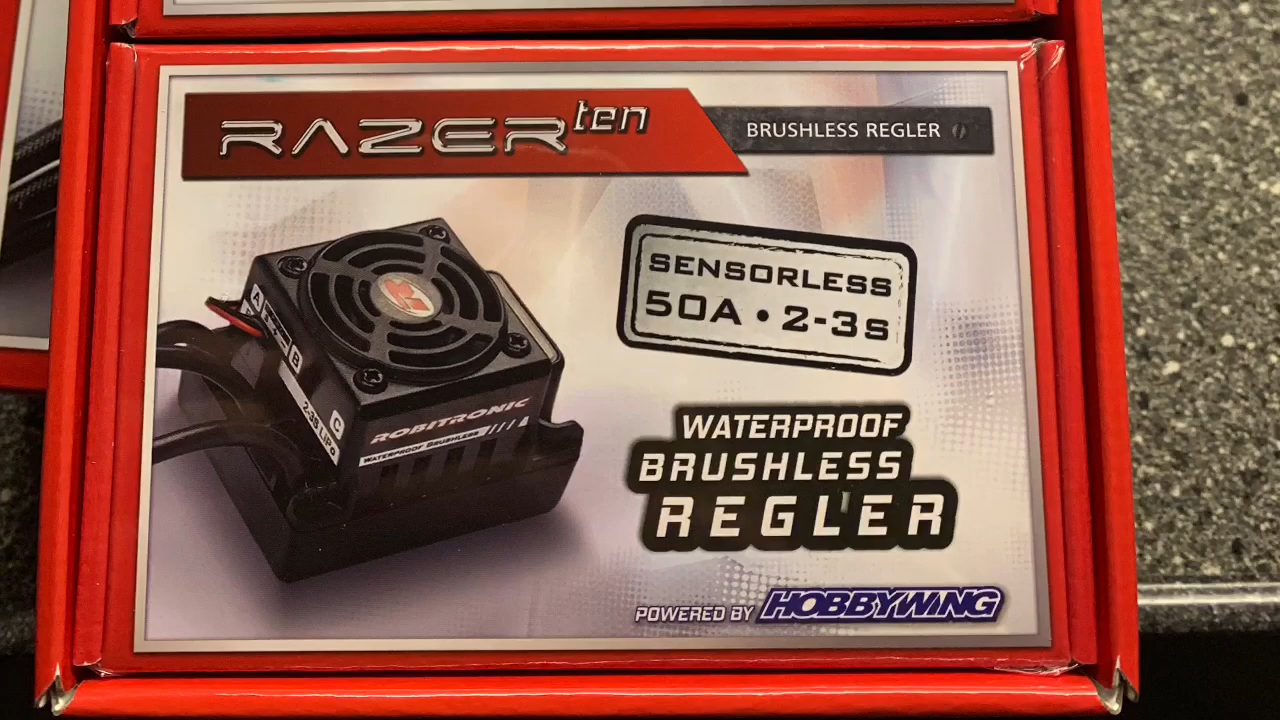 RAZER ten
BRUSHLESS REGLER
SENSORLESS
50A • 2-3S
A
B
C
2-3S LiPo
ROBITRONIC
WATERPROOF BRUSHLESS
WATERPROOF
BRUSHLESS
REGLER
POWERED BY HOBBYWING